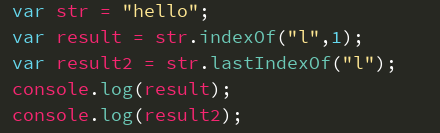 var str = "hello";
var result = str.indexOf("l",1);
var result2 = str.lastIndexOf("l");
console.log(result);
console.log(result2);